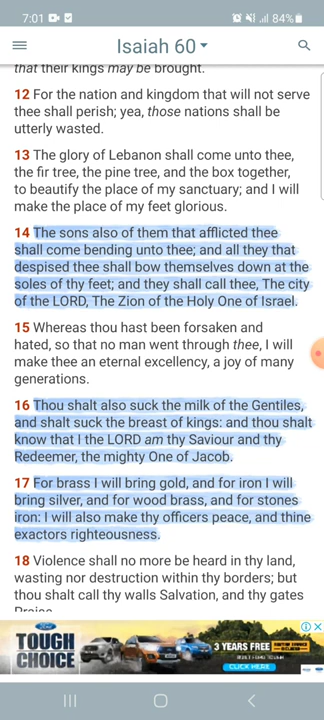 7:01
84%
Isaiah 60
that their kings may be brought.
12 For the nation and kingdom that will not serve
thee shall perish; yea, those nations shall be
utterly wasted.
13 The glory of Lebanon shall come unto thee,
the fir tree, the pine tree, and the box together,
to beautify the place of my sanctuary; and I will
make the place of my feet glorious.
14 The sons also of them that afflicted thee
shall come bending unto thee; and all they that
despised thee shall bow themselves down at the
soles of thy feet; and they shall call thee, The city
of the LORD, The Zion of the Holy One of Israel.
15 Whereas thou hast been forsaken and
hated, so that no man went through thee, I will
make thee an eternal excellency, a joy of many
generations.
16 Thou shalt also suck the milk of the Gentiles,
and shalt suck the breast of kings: and thou shalt
know that I the LORD am thy Saviour and thy
Redeemer, the mighty One of Jacob.
17 For brass I will bring gold, and for iron I will
bring silver, and for wood brass, and for stones
iron: I will also make thy officers peace, and thine
exactors righteousness.
18 Violence shall no more be heard in thy land,
wasting nor destruction within thy borders; but
thou shalt call thy walls Salvation, and thy gates
Praise.
Ford
TOUGH
CHOICE
3 YEARS FREE
CLICK HERE